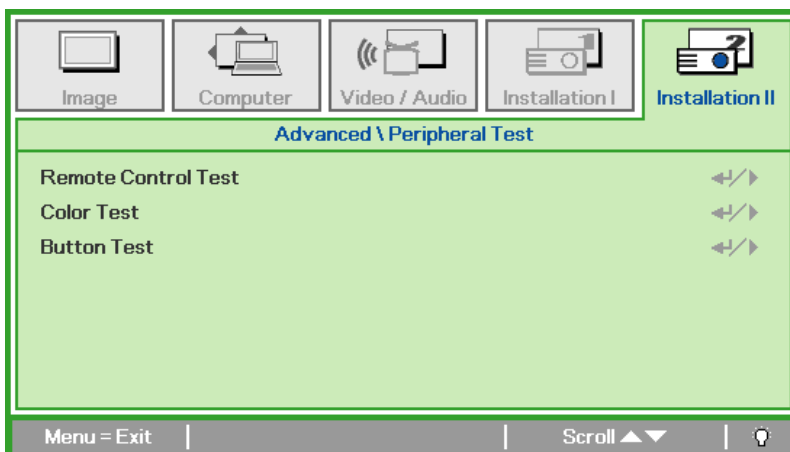 Image Computer Video / Audio Installation I Installation II
Advanced \ Peripheral Test
Remote Control Test
Color Test
Button Test
Menu = Exit Scroll